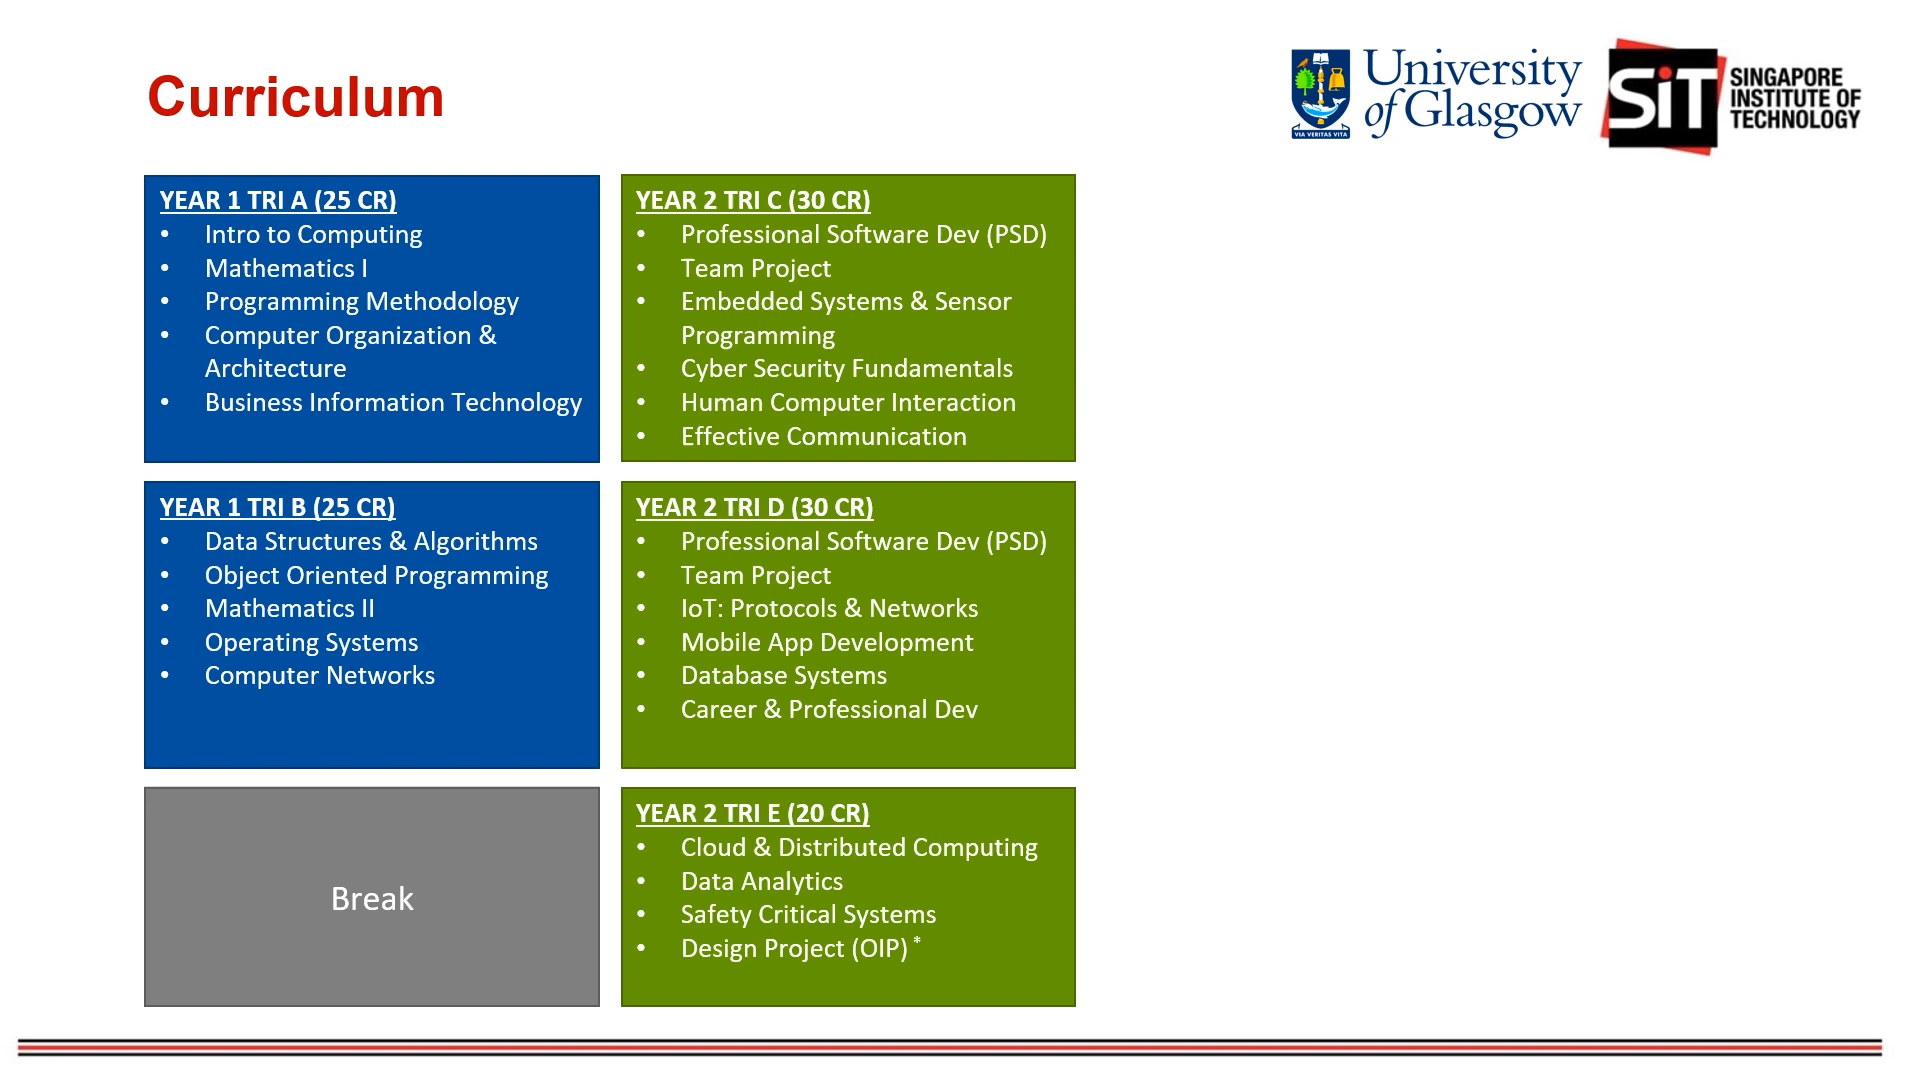 Curriculum
University
of Glasgow
VIA VERITAS VITA
SiT
SINGAPORE
INSTITUTE OF
TECHNOLOGY
YEAR 1 TRI A (25 CR)
• Intro to Computing
• Mathematics I
• Programming Methodology
• Computer Organization &
Architecture
• Business Information Technology
YEAR 1 TRI B (25 CR)
• Data Structures & Algorithms
• Object Oriented Programming
• Mathematics II
• Operating Systems
• Computer Networks
Break
YEAR 2 TRI C (30 CR)
• Professional Software Dev (PSD)
• Team Project
• Embedded Systems & Sensor
Programming
• Cyber Security Fundamentals
• Human Computer Interaction
• Effective Communication
YEAR 2 TRI D (30 CR)
• Professional Software Dev (PSD)
• Team Project
• IoT: Protocols & Networks
• Mobile App Development
• Database Systems
• Career & Professional Dev
YEAR 2 TRI E (20 CR)
• Cloud & Distributed Computing
• Data Analytics
• Safety Critical Systems
• Design Project (OIP) *